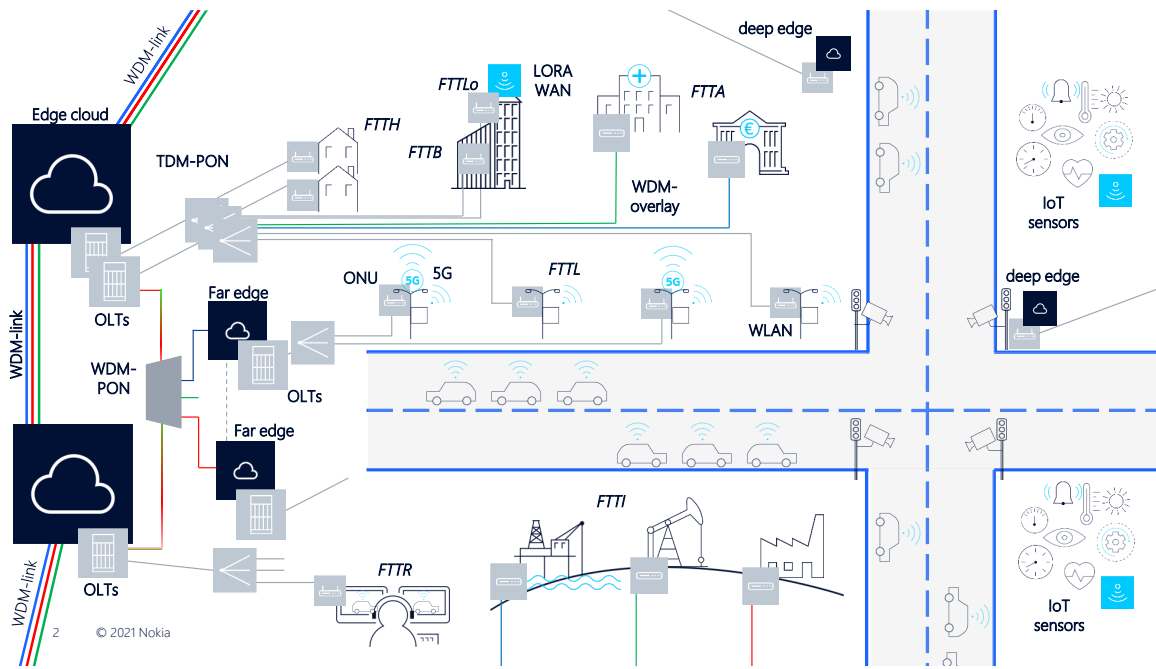 WDM-link
deep edge
Edge cloud
FTTLo
LORA
WAN
FTTA
FTTH
FTTB
€
TDM-PON
WDM-
overlay
IoT
sensors
ONU
5G
5G
FTTL
5G
deep edge
OLTs
Far edge
WLAN
WDM-link
WDM-
PON
OLTs
Far edge
FTTI
FTTR
OLTs
WDM-link
IoT
sensors
2
© 2021 Nokia